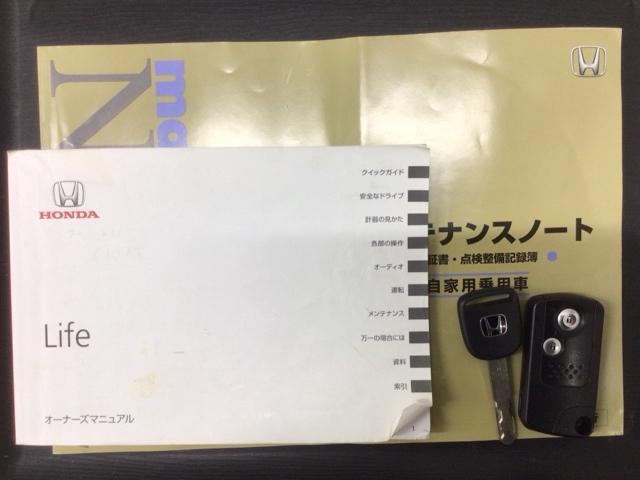 N
ma
HONDA
Life
オーナーズマニュアル
クイックガイド
安全なドライブ
計器の見かた
各部の操作
オーディオ
運転
メンテナンス
万一の場合には
資料
索引
1
テナンスノート
証書・点検整備記録簿
自家用乗用車